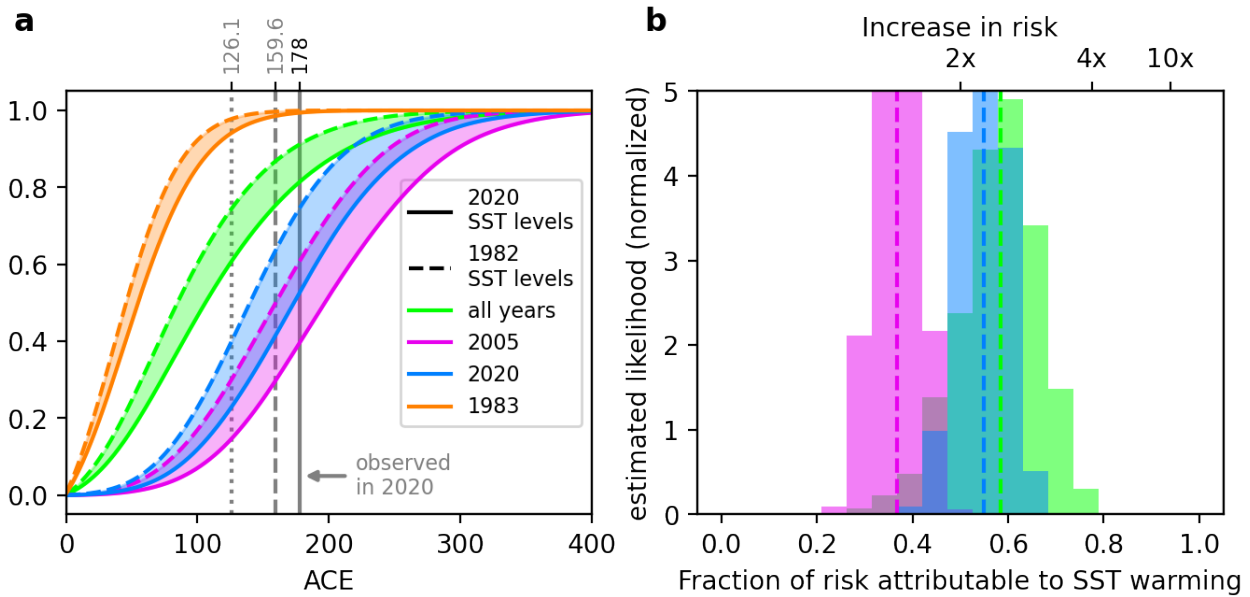 a
126.1
159.6
178
1.0
0.8
0.6
0.4
0.2
0.0
2020
SST levels
1982
SST levels
all years
2005
2020
1983
observed
in 2020
0
100
200
300
400
ACE
b
Increase in risk
2x
4x
10x
estimated likelihood (normalized)
5
4
3
2
1
0
0.0
0.2
0.4
0.6
0.8
1.0
Fraction of risk attributable to SST warming